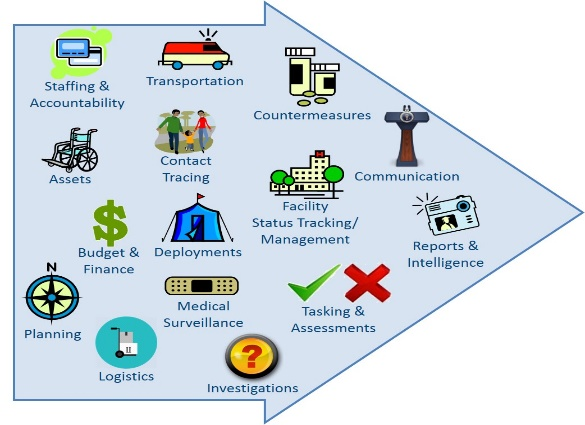 Staffing &
Accountability
Transportation
Countermeasures
Assets
Contact
Tracing
Communication
Facility
Status Tracking/
Management
Budget &
Finance
Deployments
Reports &
Intelligence
N
Planning
Medical
Surveillance
Tasking &
Assessments
Logistics
?
Investigations